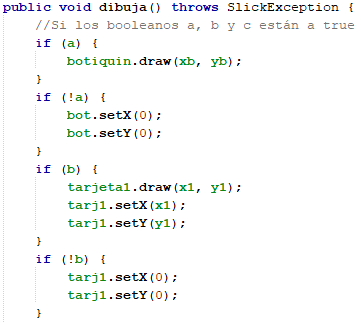 public void dibuja() throws SlickException {
//Si los booleanos a, b y c están a true
if (a) {
botiquin.draw(xb, yb);
}
if (!a) {
bot.setX(0);
bot.setY(0);
}
if (b) {
tarjeta1.draw(x1, y1);
tarj1.setX(x1);
tarj1.setY(y1);
}
if (!b) {
tarj1.setX(0);
tarj1.setY(0);
}